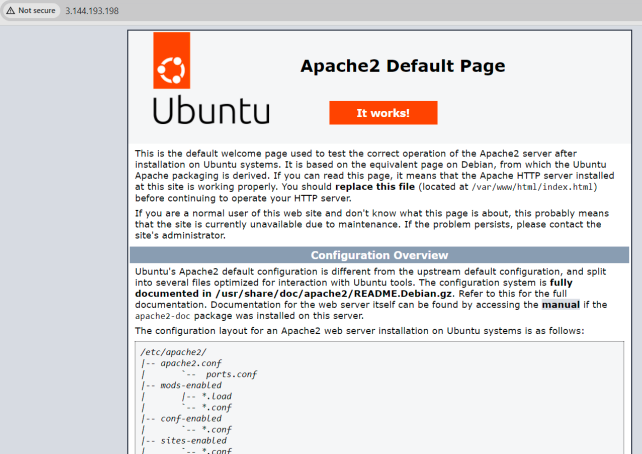 Not secure 3.144.193.198
Apache2 Default Page
Ubuntu
It works!
This is the default welcome page used to test the correct operation of the Apache2 server after
installation on Ubuntu systems. It is based on the equivalent page on Debian, from which the Ubuntu
Apache packaging is derived. If you can read this page, it means that the Apache HTTP server installed
at this site is working properly. You should replace this file (located at /var/www/html/index.html)
before continuing to operate your HTTP server.
If you are a normal user of this web site and don't know what this page is about, this probably means
that the site is currently unavailable due to maintenance. If the problem persists, please contact the
site's administrator.
Configuration Overview
Ubuntu's Apache2 default configuration is different from the upstream default configuration, and split
into several files optimized for interaction with Ubuntu tools. The configuration system is fully
documented in /usr/share/doc/apache2/README.Debian.gz. Refer to this for the full
documentation. Documentation for the web server itself can be found by accessing the manual if the
apache2-doc package was installed on this server.
The configuration layout for an Apache2 web server installation on Ubuntu systems is as follows:
/etc/apache2/
|-- apache2.conf
|       `--  ports.conf
|-- mods-enabled
|       |-- *.load
|       `-- *.conf
|-- conf-enabled
|       `-- *.conf
|-- sites-enabled
|       `-- *.conf